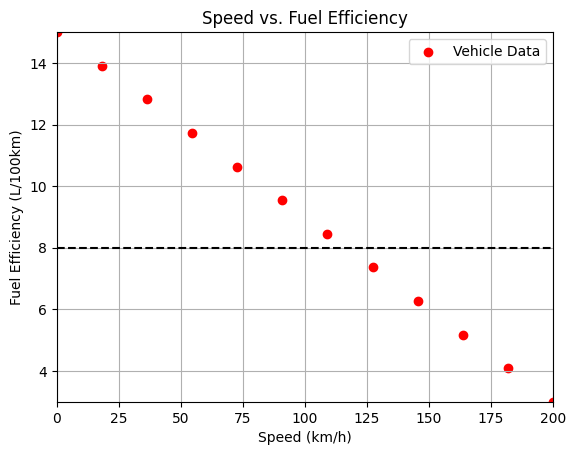 Speed vs. Fuel Efficiency
Vehicle Data
Fuel Efficiency (L/100km)
14
12
10
8
6
4
0 25 50 75 100 125 150 175 200
Speed (km/h)